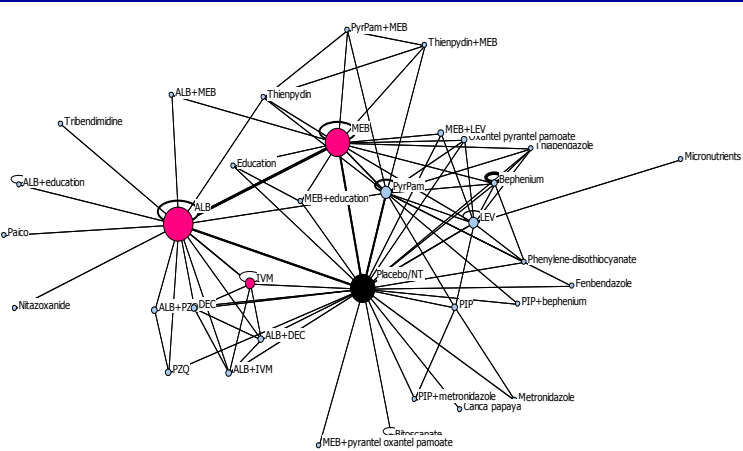 PyrPam+MEB
Thienpydin+MEB
ALB+MEB
Thienpydin
Tribendimidine
MEB
MEB+LEV
Oxantel pyrantel pamoate
Thiabendazole
Micronutrients
Education
ALB+education
PyrPam
Bephenium
MEB+education
ALB
LEV
Paico
Phenylene-diisothiocyanate
Placebo/NT
IVM
Fenbendazole
Nitazoxanide
ALB+PZQ
DEC
PIP
PIP+bephenium
ALB+DEC
PZQ
ALB+IVM
PIP+metronidazole
Metronidazole
Carica papaya
Bitoscanate
MEB+pyrantel oxantel pamoate